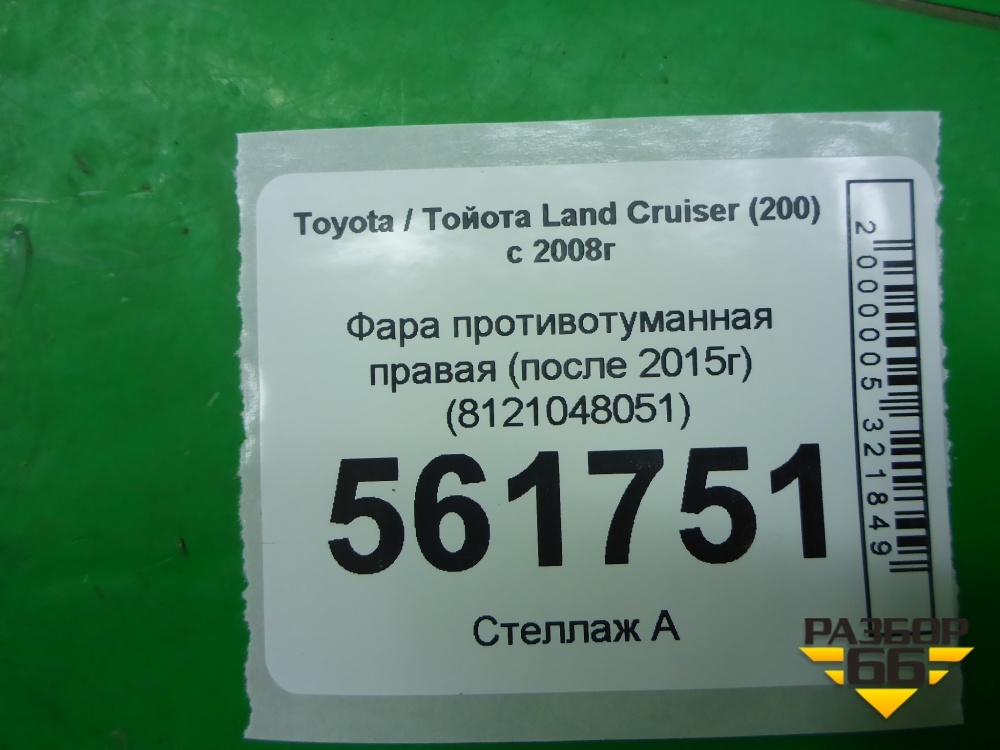 Toyota / Тойота Land Cruiser (200)
с 2008г
Фара противотуманная
правая (после 2015г)
(8121048051)
561751
Стеллаж А
2000005321849
РАЗБОР
66